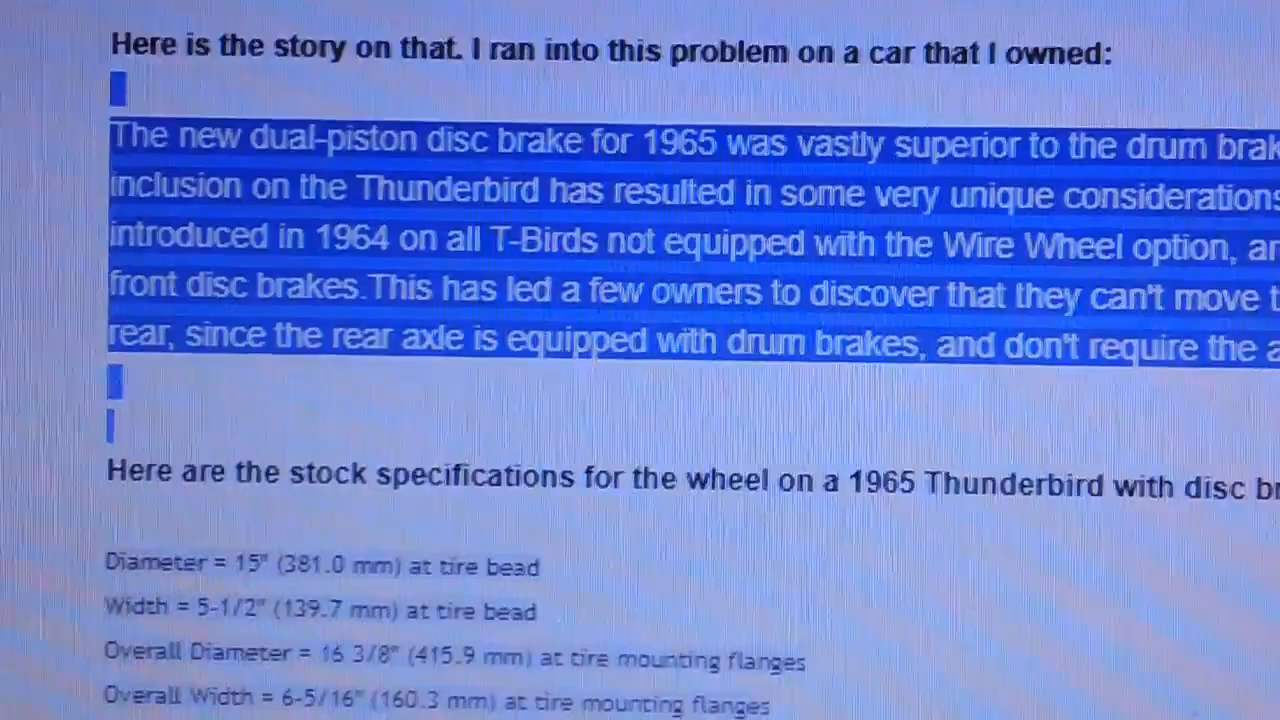 Here is the story on that. I ran into this problem on a car that I owned:
The new dual-piston disc brake for 1965 was vastly superior to the drum
inclusion on the Thunderbird has resulted in some very unique considerations
introduced in 1964 on all T-Birds not equipped with the Wire Wheel option,
front disc brakes.This has led a few owners to discover that they can't move
rear, since the rear axle is equipped with drum brakes, and don't require the
Here are the stock specifications for the wheel on a 1965 Thunderbird with disc
Diameter = 15" (381.0 mm) at tire bead
Width = 5-1/2" (139.7 mm) at tire bead
Overall Diameter = 16 3/8" (415.9 mm) at tire mounting flanges
Overall Width = 6-5/16" (160.3 mm) at tire mounting flanges